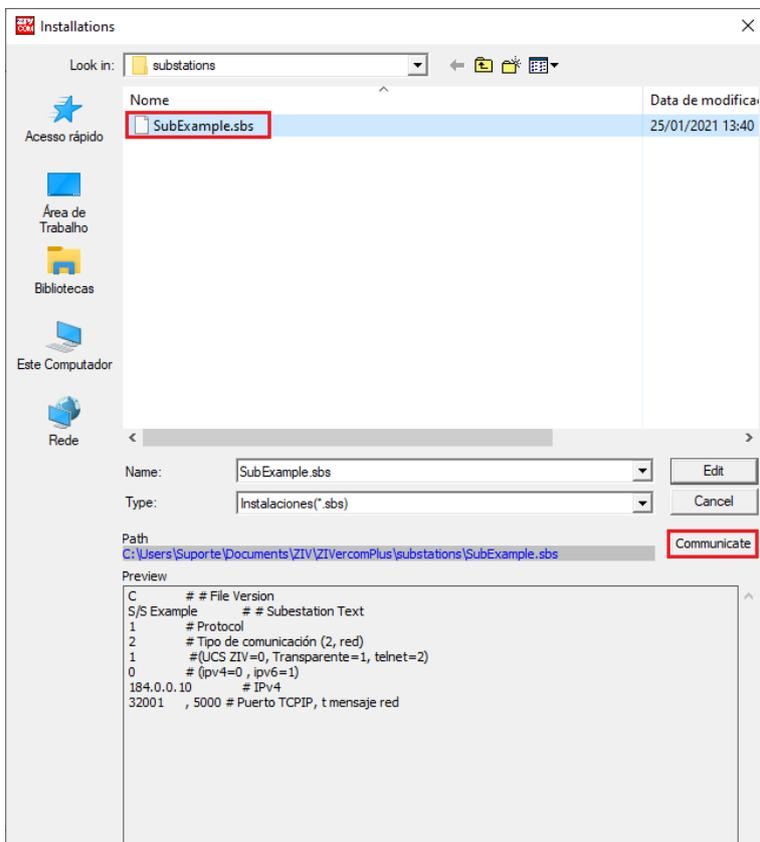 ZIV COM Installations
Look in: substations
Nome Data de modifica
SubExample.sbs 25/01/2021 13:40
Acesso rápido
Área de
Trabalho
Bibliotecas
Este Computador
Rede
Name: SubExample.sbs Edit
Type: Instalaciones(*.sbs) Cancel
Path
C:\Users\Suporte\Documents\ZIV\ZIVercomPlus\substations\SubExample.sbs Communicate
Preview
C # # File Version
S/S Example # # Subestation Text
1 # Protocol
2 # Tipo de comunicación (2, red)
1 #(UCS ZIV=0, Transparente=1, telnet=2)
0 # (ipv4=0 , ipv6=1)
184.0.0.10 # IPv4
32001 , 5000 # Puerto TCPIP, t mensaje red